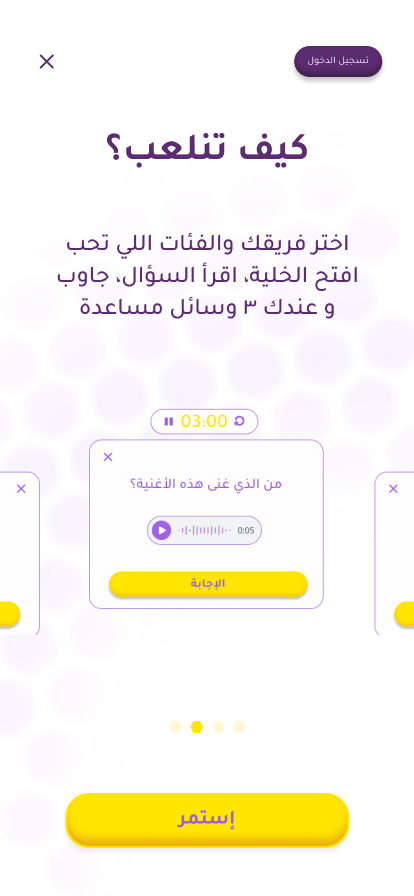 تسجيل الدخول
كيف تنلعب؟
اختر فريقك والفئات اللي تحب
افتح الخلية، اقرأ السؤال، جاوب
و عندك ٣ وسائل مساعدة
03:00
من الذي غنى هذه الأغنية؟
0:05
الإجابة
إستمر